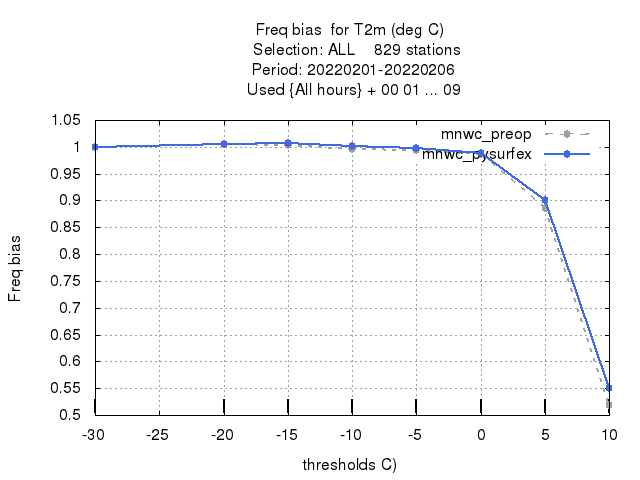 Freq bias  for T2m (deg C)
Selection: ALL    829 stations
Period: 20220201-20220206
Used {All hours} + 00 01 ... 09
mnwc_preop
mnwc_pysurfex
Freq bias
1.05
1
0.95
0.9
0.85
0.8
0.75
0.7
0.65
0.6
0.55
0.5
-30 -25 -20 -15 -10 -5 0 5 10
thresholds C)